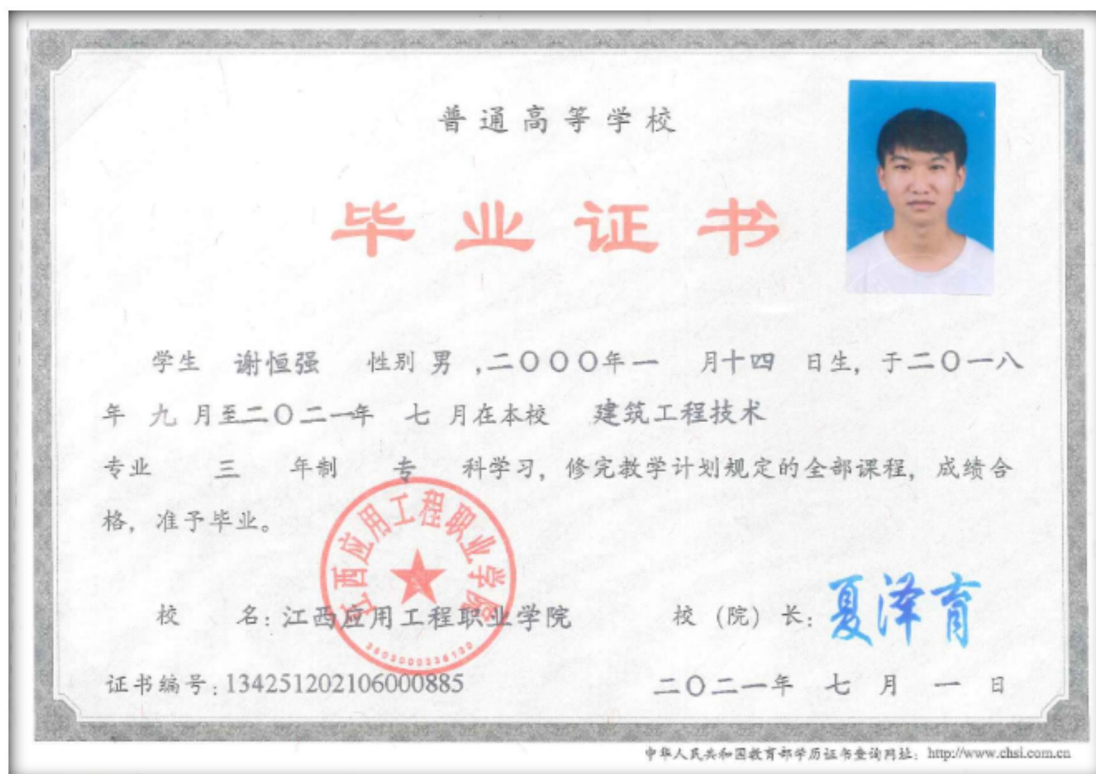 普通高等学校
毕业证书
学生 谢恒强 性别 男 ,二〇〇〇年一 月十四 日生, 于二〇一八
年 九 月至二〇二一年 七 月在本校 建筑工程技术
专业 三 年制 专 科学习, 修完教学计划规定的全部课程, 成绩合
格, 准予毕业。
江西应用工程职业学院
校 名: 江西应用工程职业学院 校 (院) 长: 夏泽育
证书编号: 134251202106000885 二〇二一年 七 月 一 日
中华人民共和国教育部学历证书查询网址: http://www.chsi.com.cn